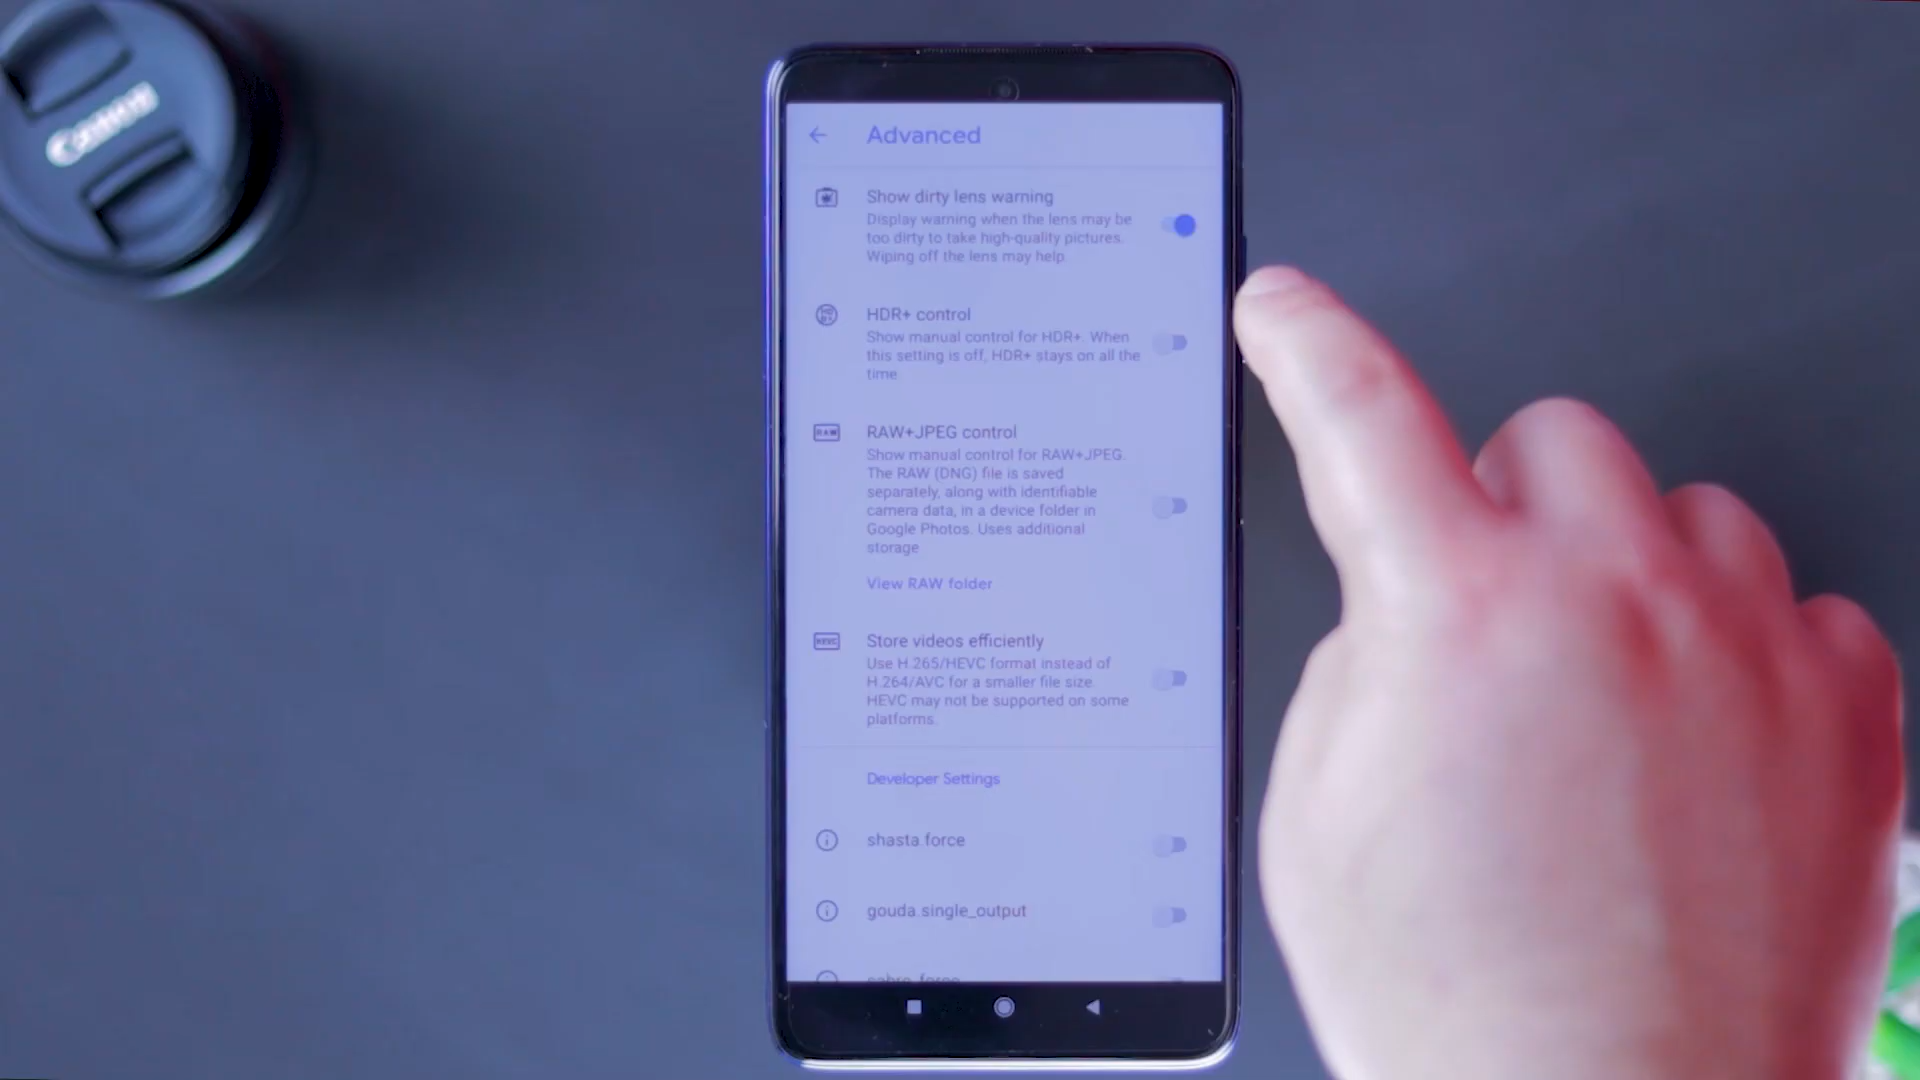 Canon
Advanced
Show dirty lens warning
Display warning when the lens may be
too dirty to take high-quality pictures.
Wiping off the lens may help
HDR+ control
Show manual control for HDR+. When
this setting is off, HDR+ stays on all the
time
RAW
RAW+JPEG control
Show manual control for RAW+JPEG.
The RAW (DNG) file is saved
separately, along with identifiable
camera data, in a device folder in
Google Photos. Uses additional
storage
View RAW folder
HEVC
Store videos efficiently
Use H.265/HEVC format instead of
H.264/AVC for a smaller file size.
HEVC may not be supported on some
platforms.
Developer Settings
shasta.force
gouda.single_output